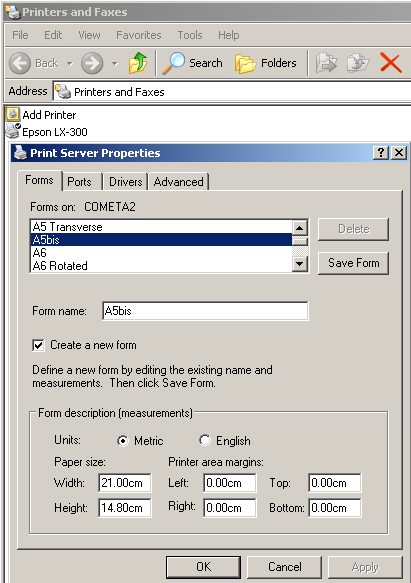 Printers and Faxes
File Edit View Favorites Tools Help
Back Search Folders
Address Printers and Faxes
Add Printer
Epson LX-300
Print Server Properties
Forms Ports Drivers Advanced
Forms on: COMETA2
A5 Transverse
A5bis
A6
A6 Rotated
Delete
Save Form
Form name: A5bis
Create a new form
Define a new form by editing the existing name and
measurements. Then click Save Form.
Form description (measurements)
Units: Metric English
Paper size: Printer area margins:
Width: 21.00cm Left: 0.00cm Top: 0.00cm
Height: 14.80cm Right: 0.00cm Bottom: 0.00cm
OK Cancel Apply